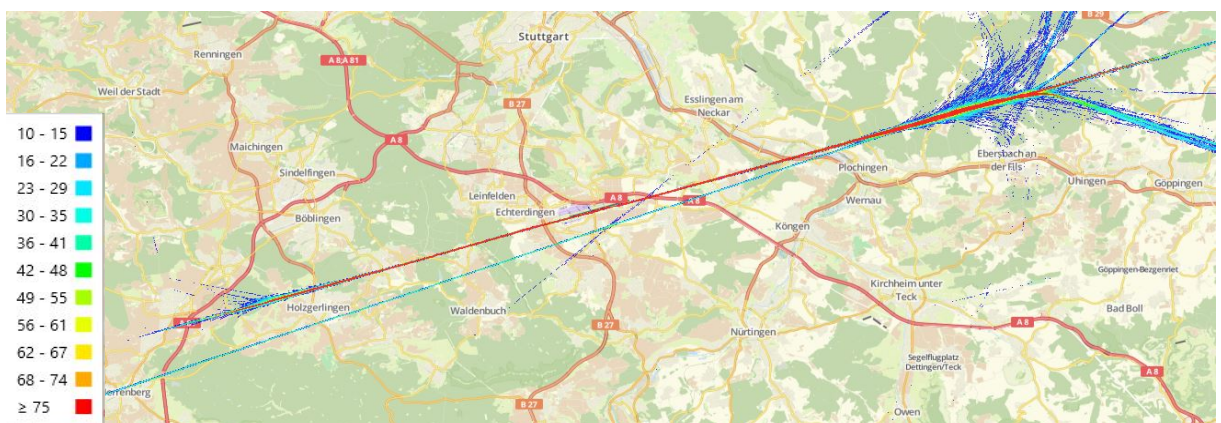 B 29
Stuttgart
Renningen
A 8;A 81
Weil der Stadt
B 27
Esslingen am
Neckar
10 - 15
16 - 22
23 - 29
30 - 35
36 - 41
42 - 48
49 - 55
56 - 61
62 - 67
68 - 74
≥ 75
Maichingen
A 8
Sindelfingen
Ebersbach an
der Fils
Plochingen
Uhingen
Göppingen
Leinfelden
A 8
A 8
Wernau
Echterdingen
Böblingen
Köngen
Göppingen-Bezgenriet
Kirchheim unter
Teck
Holzgerlingen
Waldenbuch
Bad Boll
B 27
A 8
Nürtingen
Segelflugplatz
Dettingen/Teck
A 8
B 27
Owen